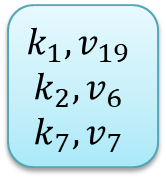 k₁, v₁₉
k₂, v₆
k₇, v₇